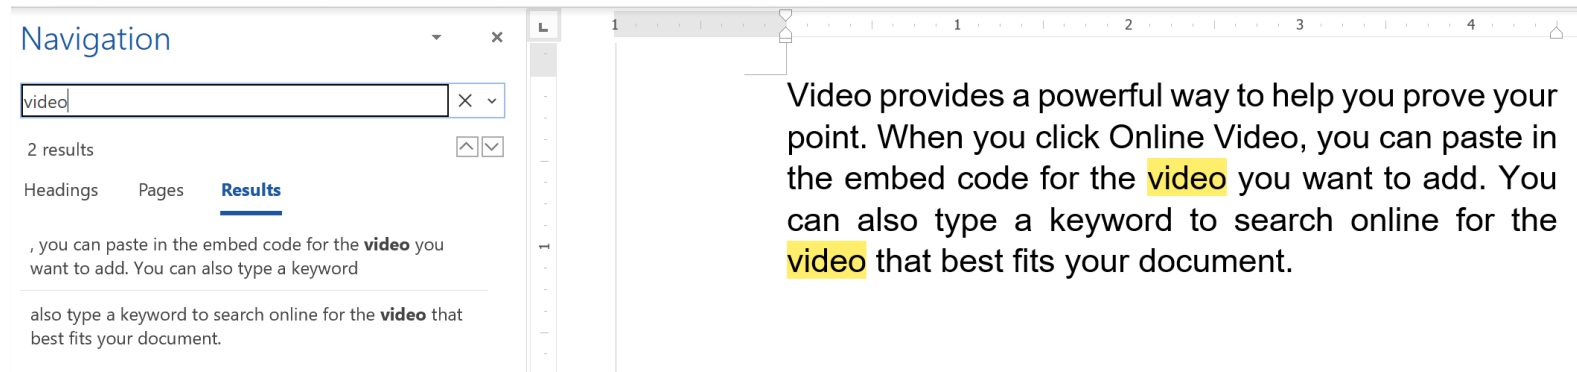 Navigation
video
2 results
Headings Pages Results
, you can paste in the embed code for the video you
want to add. You can also type a keyword
also type a keyword to search online for the video that
best fits your document.
L
1 1 2 3 4
1
Video provides a powerful way to help you prove your
point. When you click Online Video, you can paste in
the embed code for the video you want to add. You
can also type a keyword to search online for the
video that best fits your document.